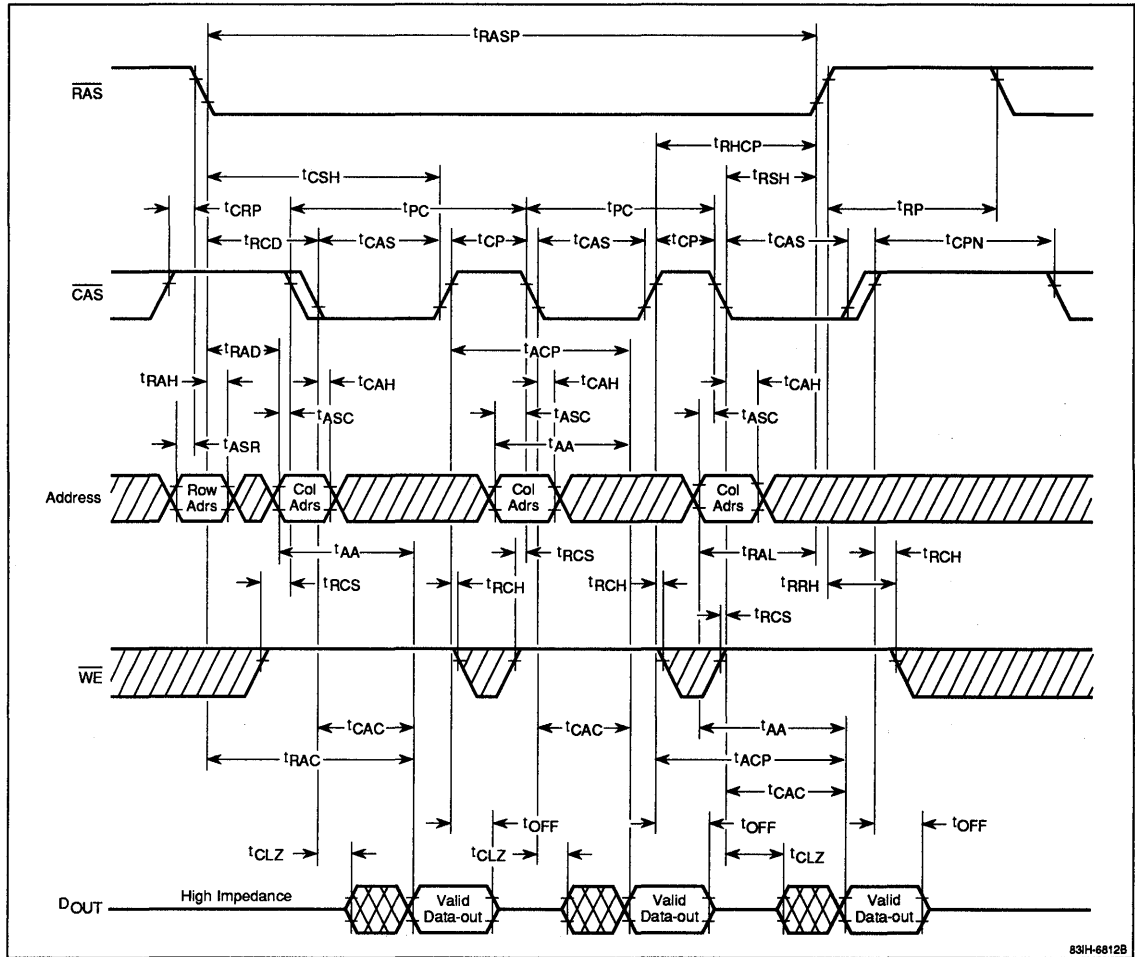 tRASP
RAS
tRHCP
tCSH
tRSH
tCRP
tPC
tPC
tRP
tRCD
tCAS
tCP
tCAS
tCP
tCAS
tCPN
CAS
tRAD
tACP
tRAH
tCAH
tCAH
tCAH
tASC
tASC
tASC
tASR
tAA
Address
Row
Adrs
Col
Adrs
Col
Adrs
Col
Adrs
tAA
tRCS
tRAL
tRCH
tRCS
tRCH
tRCH
tRRH
tRCS
WE
tCAC
tCAC
tAA
tRAC
tACP
tCAC
tOFF
tOFF
tOFF
tCLZ
tCLZ
tCLZ
DOUT
High Impedance
Valid
Data-out
Valid
Data-out
Valid
Data-out
83IH-6812B